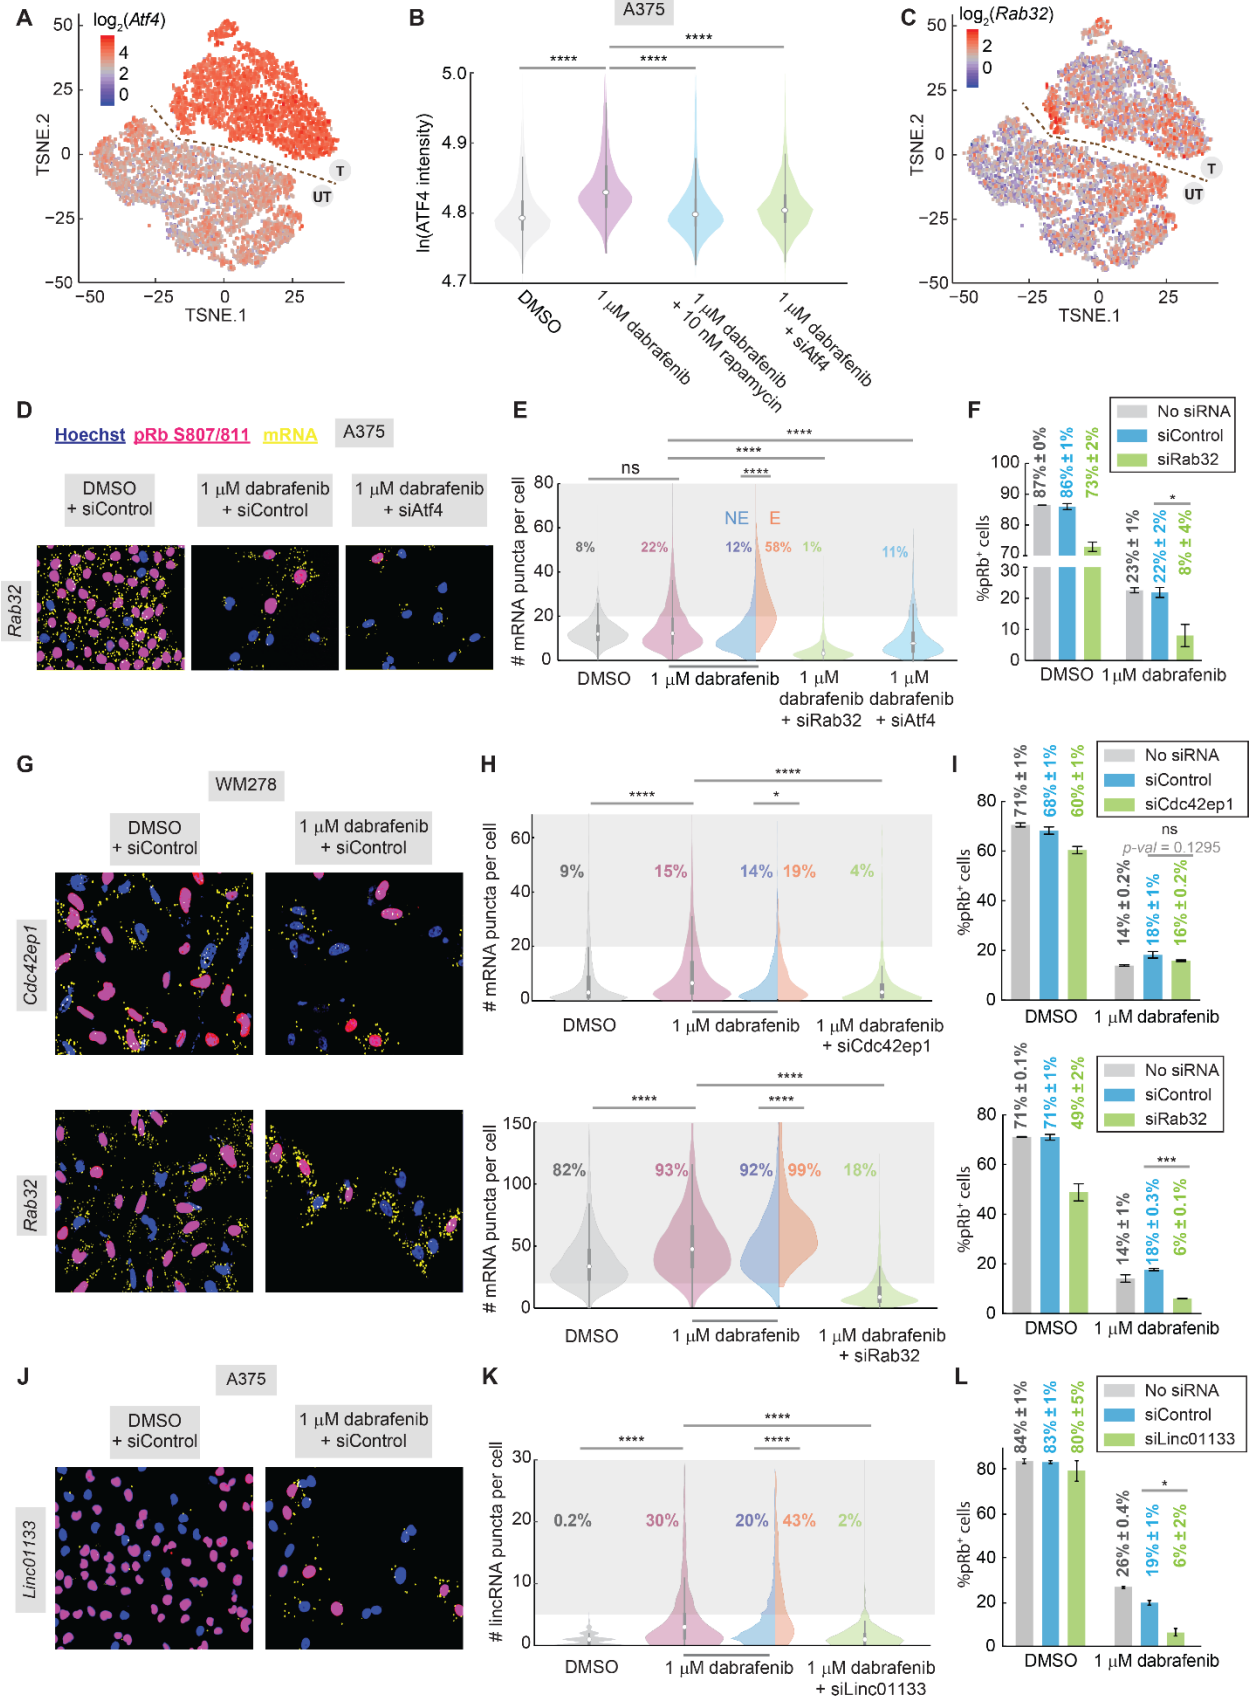 A
log2(Atf4)
4
2
0
50
25
0
−25
−50
TSNE.2
−50
−25
0
25
TSNE.1
T
UT
B
A375
****
****
****
5.0
4.9
4.8
4.7
ln(ATF4 intensity)
DMSO
1 μM dabrafenib
1 μM dabrafenib
+ 10 nM rapamycin
1 μM dabrafenib
+ siAtf4
C
log2(Rab32)
2
0
50
25
0
−25
−50
TSNE.2
−50
−25
0
25
TSNE.1
T
UT
D
Hoechst pRb S807/811 mRNA A375
DMSO
+ siControl
1 μM dabrafenib
+ siControl
1 μM dabrafenib
+ siAtf4
Rab32
E
****
****
ns
****
80
60
40
20
0
# mRNA puncta per cell
NE E
8% 22% 12% 58% 1% 11%
DMSO
1 μM dabrafenib
1 μM
dabrafenib
+ siRab32
1 μM
dabrafenib
+ siAtf4
F
No siRNA
siControl
siRab32
100
90
80
70
30
20
10
0
%pRb+ cells
87% ± 0%
86% ± 1%
73% ± 2%
23% ± 1%
22% ± 2%
8% ± 4%
*
DMSO 1 μM dabrafenib
G
WM278
DMSO
+ siControl
1 μM dabrafenib
+ siControl
Cdc42ep1
Rab32
H
****
****
*
60
40
20
0
# mRNA puncta per cell
9% 15% 14% 19% 4%
DMSO
1 μM dabrafenib
1 μM dabrafenib
+ siCdc42ep1
****
****
****
150
100
50
0
# mRNA puncta per cell
82% 93% 92% 99% 18%
DMSO
1 μM dabrafenib
1 μM dabrafenib
+ siRab32
I
No siRNA
siControl
siCdc42ep1
80
60
40
20
0
%pRb+ cells
71% ± 1%
68% ± 1%
60% ± 1%
ns
p-val = 0.1295
14% ± 0.2%
18% ± 1%
16% ± 0.2%
DMSO 1 μM dabrafenib
No siRNA
siControl
siRab32
80
60
40
20
0
%pRb+ cells
71% ± 0.1%
71% ± 1%
49% ± 2%
***
14% ± 1%
18% ± 0.3%
6% ± 0.1%
DMSO 1 μM dabrafenib
J
A375
DMSO
+ siControl
1 μM dabrafenib
+ siControl
Linc01133
K
****
****
****
30
20
10
0
# lincRNA puncta per cell
0.2% 30% 20% 43% 2%
DMSO
1 μM dabrafenib
1 μM dabrafenib
+ siLinc01133
L
No siRNA
siControl
siLinc01133
80
60
40
20
0
%pRb+ cells
84% ± 1%
83% ± 1%
80% ± 5%
*
26% ± 0.4%
19% ± 1%
6% ± 2%
DMSO 1 μM dabrafenib